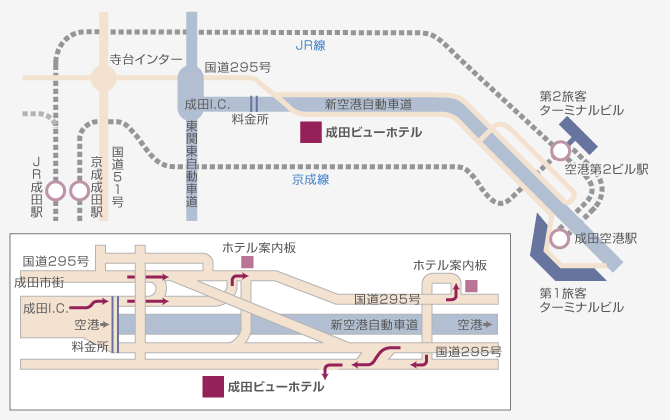 JR線
寺台インター
国道295号
成田I.C.
新空港自動車道
料金所
成田ビューホテル
第2旅客
ターミナルビル
空港第2ビル駅
JR成田駅
京成成田駅
国道51号
東関東自動車道
京成線
成田空港駅
第1旅客
ターミナルビル
ホテル案内板
国道295号
成田市街
ホテル案内板
成田I.C.
国道295号
空港
新空港自動車道
空港
料金所
国道295号
成田ビューホテル